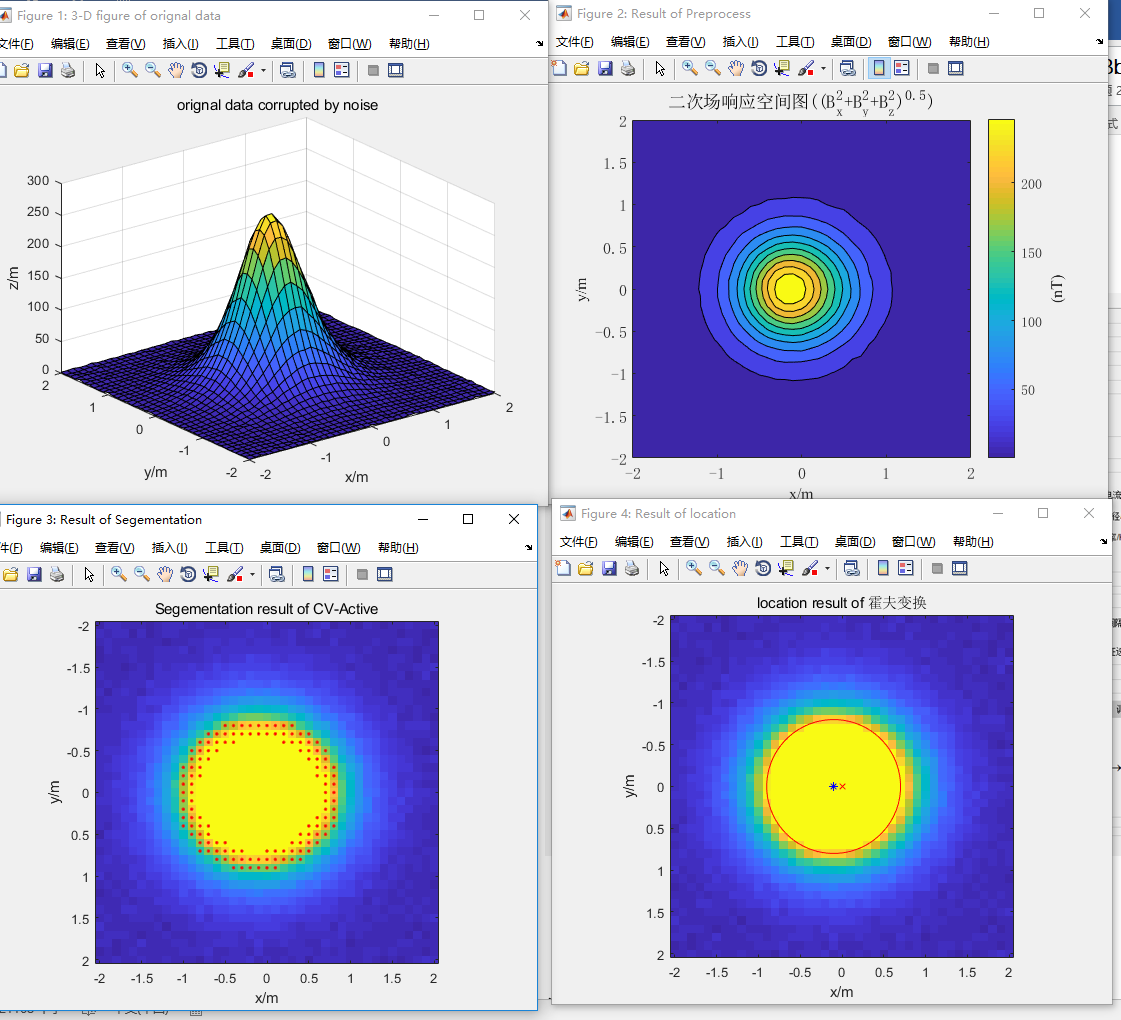 Figure 1: 3-D figure of orignal data
文件(F) 编辑(E) 查看(V) 插入(I) 工具(T) 桌面(D) 窗口(W) 帮助(H)
orignal data corrupted by noise
300
250
200
150
100
50
0
z/m
2
1
0
-1
-2
y/m
-2
-1
0
1
2
x/m
Figure 2: Result of Preprocess
文件(F) 编辑(E) 查看(V) 插入(I) 工具(T) 桌面(D) 窗口(W) 帮助(H)
二次场响应空间图((B_x^2+B_y^2+B_z^2)^0.5)
2
1.5
1
0.5
0
-0.5
-1
-1.5
-2
y/m
-2 -1 0 1 2
x/m
200
150
100
50
(nT)
Figure 3: Result of Segementation
件(F) 编辑(E) 查看(V) 插入(I) 工具(T) 桌面(D) 窗口(W) 帮助(H)
Segementation result of CV-Active
-2
-1.5
-1
-0.5
0
0.5
1
1.5
2
y/m
-2 -1.5 -1 -0.5 0 0.5 1 1.5 2
x/m
Figure 4: Result of location
文件(F) 编辑(E) 查看(V) 插入(I) 工具(T) 桌面(D) 窗口(W) 帮助(H)
location result of 霍夫变换
-2
-1.5
-1
-0.5
0
0.5
1
1.5
2
y/m
-2 -1.5 -1 -0.5 0 0.5 1 1.5 2
x/m